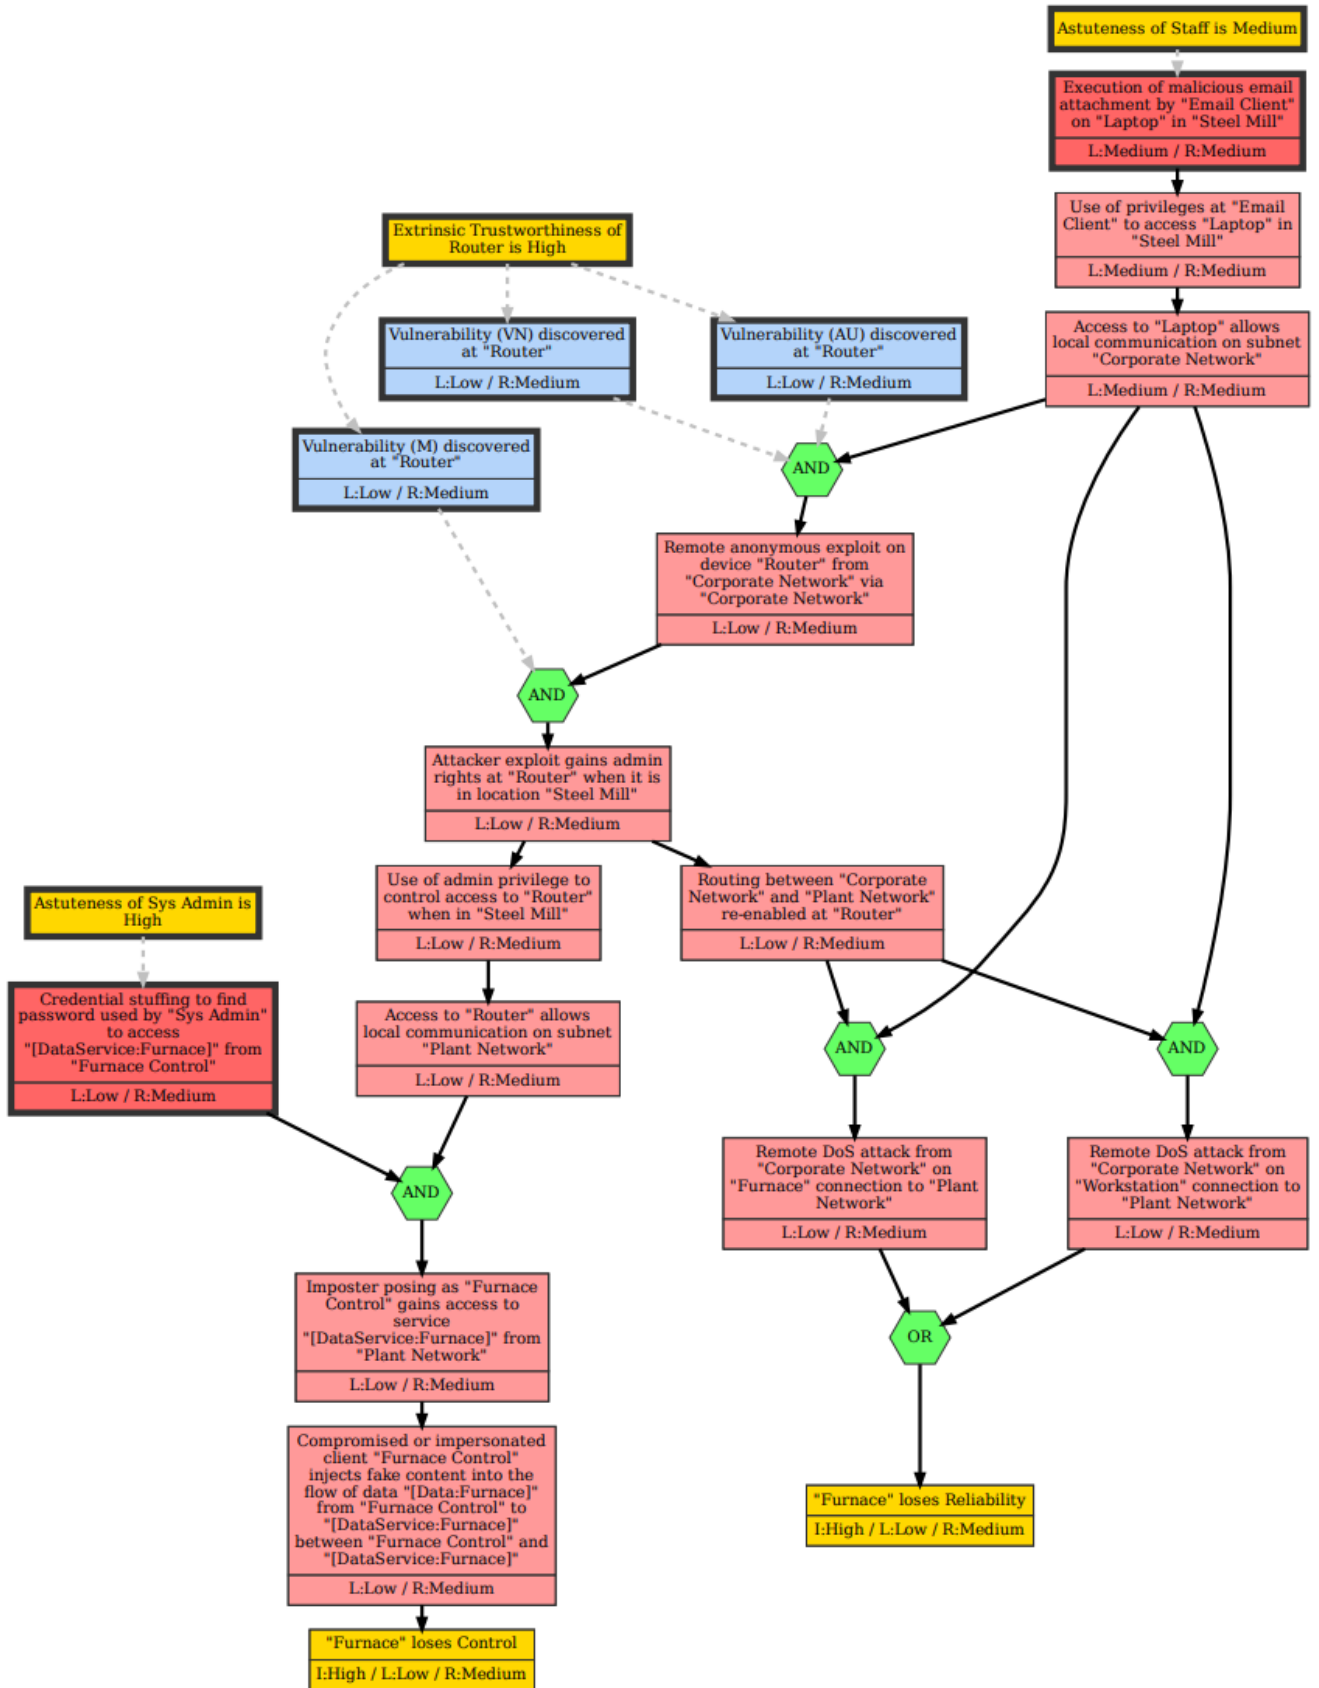 Astuteness of Staff is Medium
Execution of malicious email
attachment by "Email Client"
on "Laptop" in "Steel Mill"
L:Medium / R:Medium
Use of privileges at "Email
Client" to access "Laptop" in
"Steel Mill"
L:Medium / R:Medium
Extrinsic Trustworthiness of
Router is High
Vulnerability (VN) discovered
at "Router"
L:Low / R:Medium
Vulnerability (AU) discovered
at "Router"
L:Low / R:Medium
Access to "Laptop" allows
local communication on subnet
"Corporate Network"
L:Medium / R:Medium
Vulnerability (M) discovered
at "Router"
L:Low / R:Medium
AND
Remote anonymous exploit on
device "Router" from
"Corporate Network" via
"Corporate Network"
L:Low / R:Medium
AND
Attacker exploit gains admin
rights at "Router" when it is
in location "Steel Mill"
L:Low / R:Medium
Use of admin privilege to
control access to "Router"
when in "Steel Mill"
L:Low / R:Medium
Routing between "Corporate
Network" and "Plant Network"
re-enabled at "Router"
L:Low / R:Medium
Astuteness of Sys Admin is
High
Credential stuffing to find
password used by "Sys Admin"
to access
"[DataService:Furnace]" from
"Furnace Control"
L:Low / R:Medium
Access to "Router" allows
local communication on subnet
"Plant Network"
L:Low / R:Medium
AND
AND
AND
Remote DoS attack from
"Corporate Network" on
"Furnace" connection to "Plant
Network"
L:Low / R:Medium
Remote DoS attack from
"Corporate Network" on
"Workstation" connection to
"Plant Network"
L:Low / R:Medium
Imposter posing as "Furnace
Control" gains access to
service
"[DataService:Furnace]" from
"Plant Network"
L:Low / R:Medium
OR
Compromised or impersonated
client "Furnace Control"
injects fake content into the
flow of data "[Data:Furnace]"
from "Furnace Control" to
"[DataService:Furnace]"
between "Furnace Control" and
"[DataService:Furnace]"
L:Low / R:Medium
"Furnace" loses Reliability
I:High / L:Low / R:Medium
"Furnace" loses Control
I:High / L:Low / R:Medium